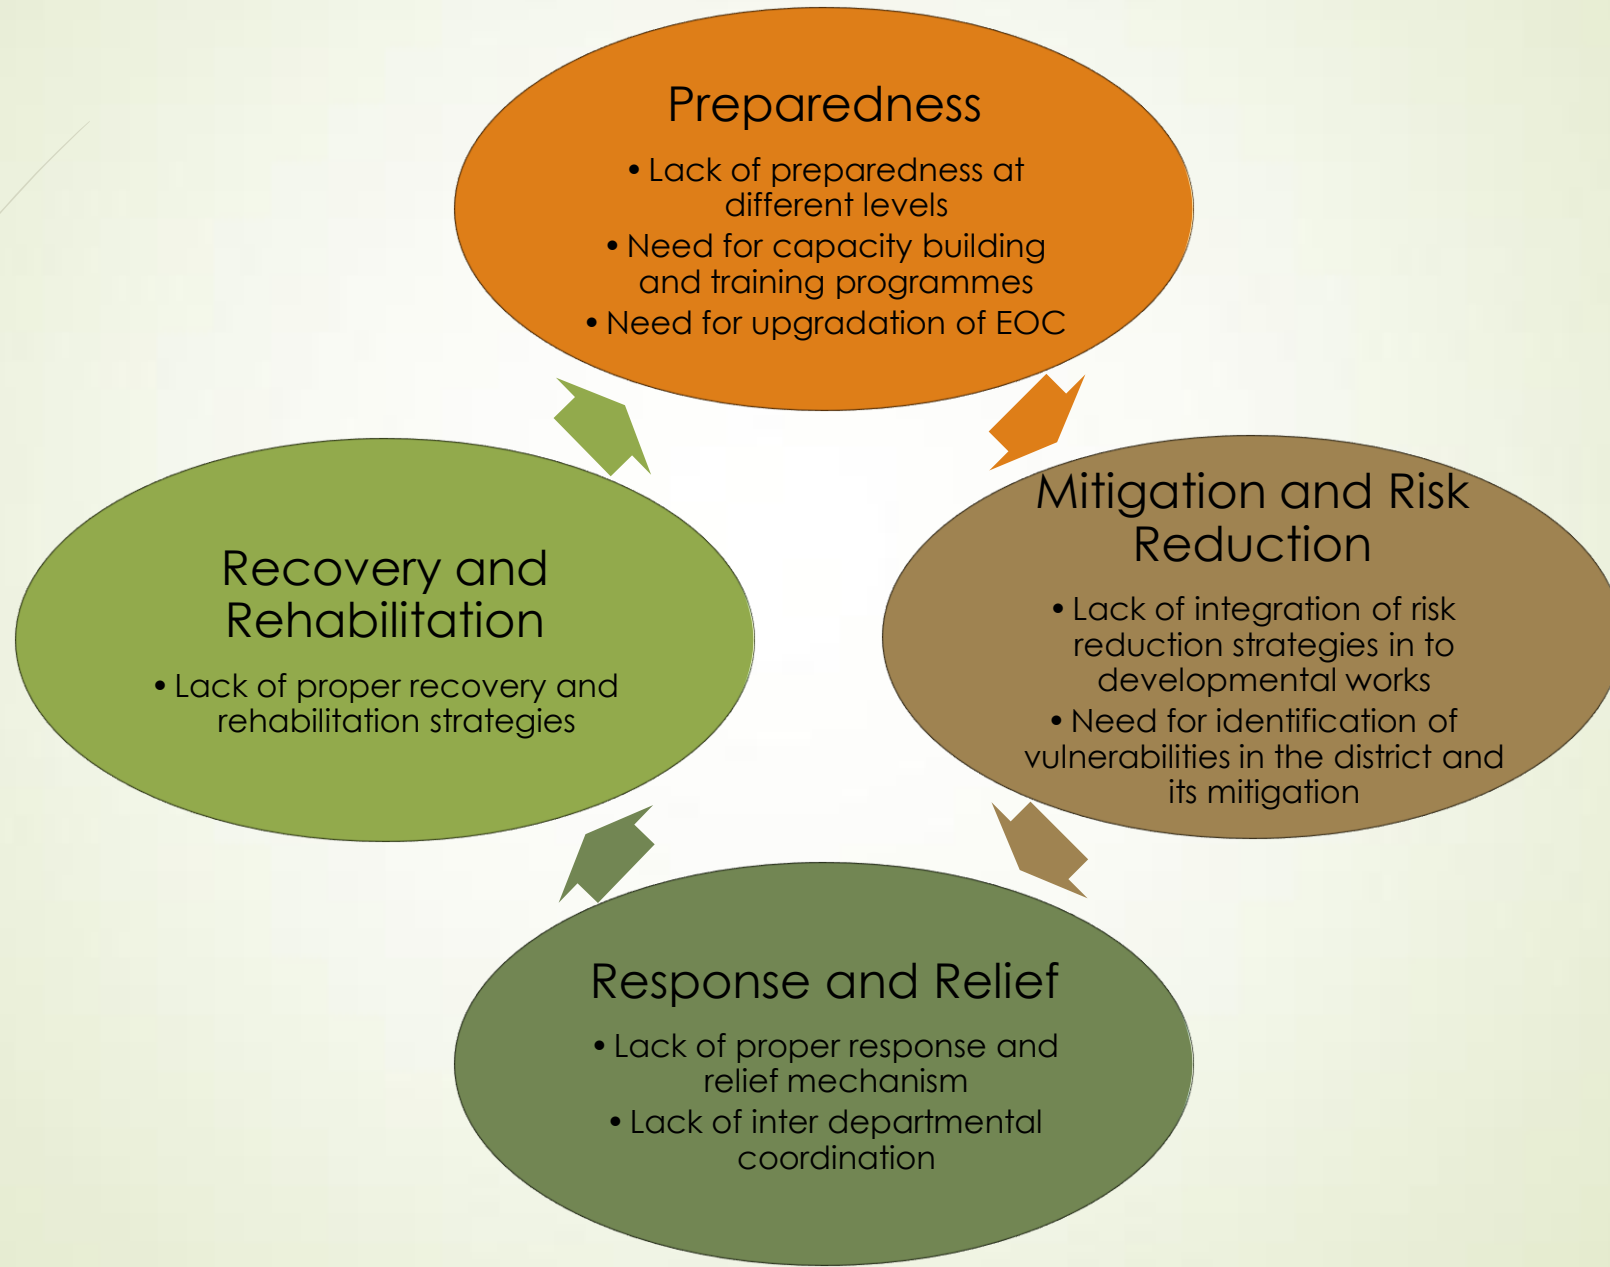 Preparedness
• Lack of preparedness at
different levels
• Need for capacity building
and training programmes
• Need for upgradation of EOC
Mitigation and Risk
Reduction
• Lack of integration of risk
reduction strategies in to
developmental works
• Need for identification of
vulnerabilities in the district and
its mitigation
Response and Relief
• Lack of proper response and
relief mechanism
• Lack of inter departmental
coordination
Recovery and
Rehabilitation
• Lack of proper recovery and
rehabilitation strategies